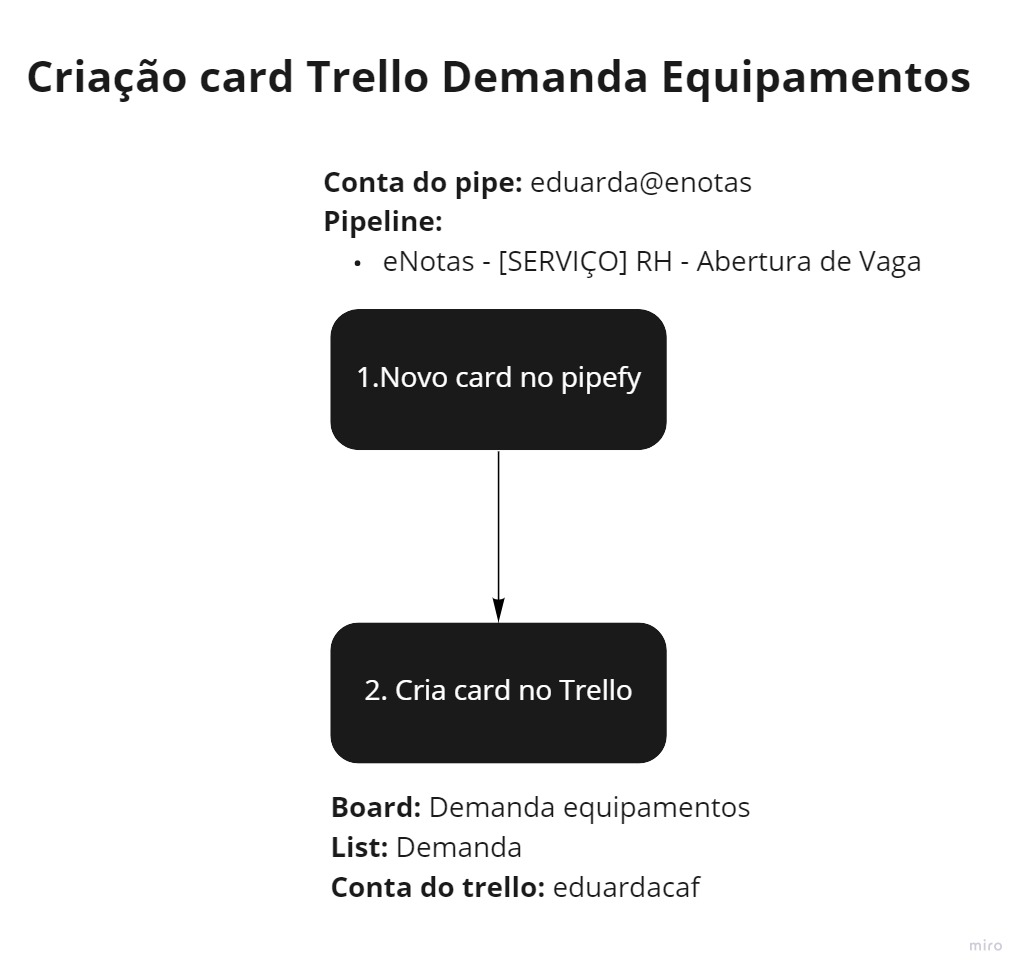 Criação card Trello Demanda Equipamentos
Conta do pipe: eduarda@enotas
Pipeline:
• eNotas - [SERVIÇO] RH - Abertura de Vaga
1.Novo card no pipefy
2. Cria card no Trello
Board: Demanda equipamentos
List: Demanda
Conta do trello: eduardacaf
miro